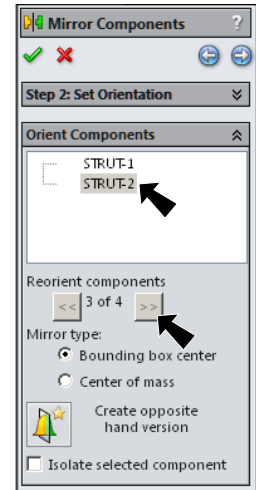 Mirror Components ?
Step 2: Set Orientation
Orient Components
STRUT-1
STRUT-2
Reorient components
<< 3 of 4 >>
Mirror type:
Bounding box center
Center of mass
Create opposite
hand version
Isolate selected component